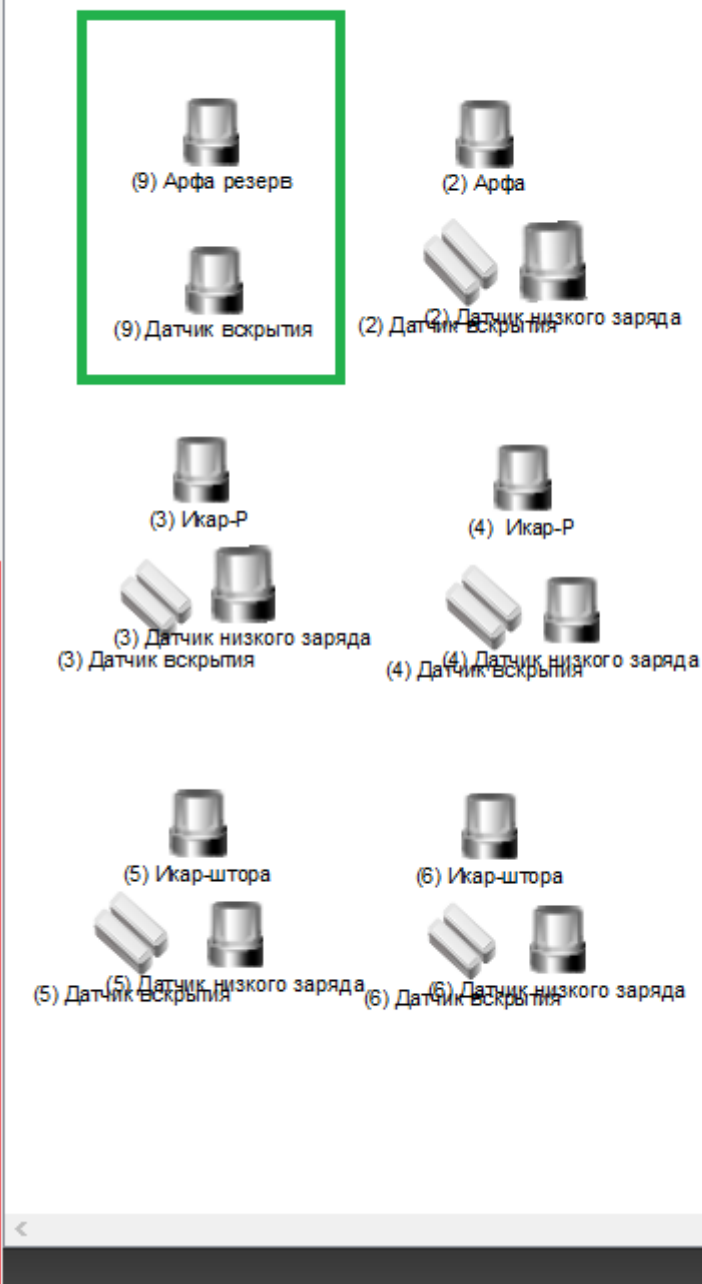 (9) Арфа резерв
(2) Арфа
(9) Датчик вскрытия
(2) Датчик вскрытия
(2) Датчик низкого заряда
(3) Икар-Р
(4) Икар-Р
(3) Датчик низкого заряда
(3) Датчик вскрытия
(4) Датчик низкого заряда
(4) Датчик вскрытия
(5) Икар-штора
(6) Икар-штора
(5) Датчик низкого заряда
(5) Датчик вскрытия
(6) Датчик низкого заряда
(6) Датчик вскрытия